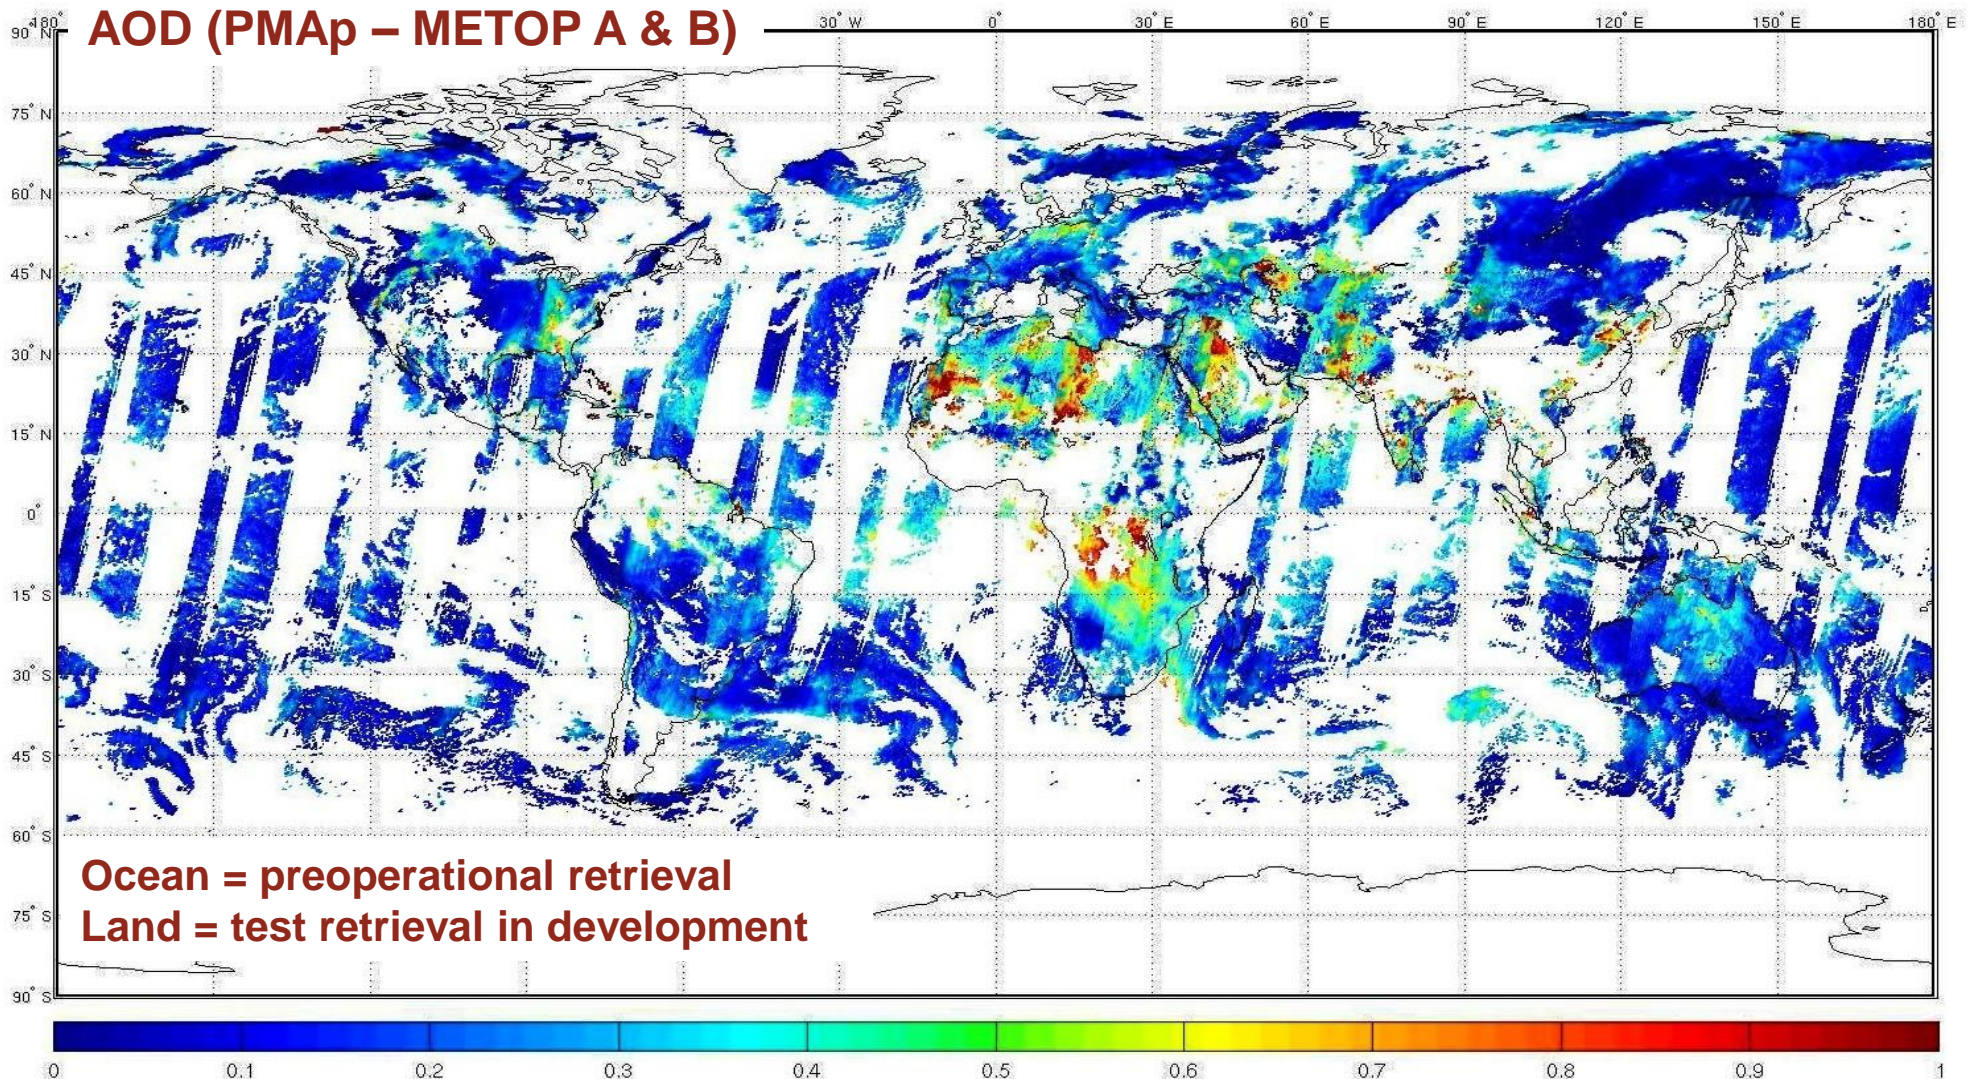 AOD (PMAp – METOP A & B)
180° 30° W 0° 30° E 60° E 90° E 120° E 150° E 180° E
90° N
75° N
60° N
45° N
30° N
15° N
0°
15° S
30° S
45° S
60° S
Ocean = preoperational retrieval
75° S
Land = test retrieval in development
90° S
0 0.1 0.2 0.3 0.4 0.5 0.6 0.7 0.8 0.9 1